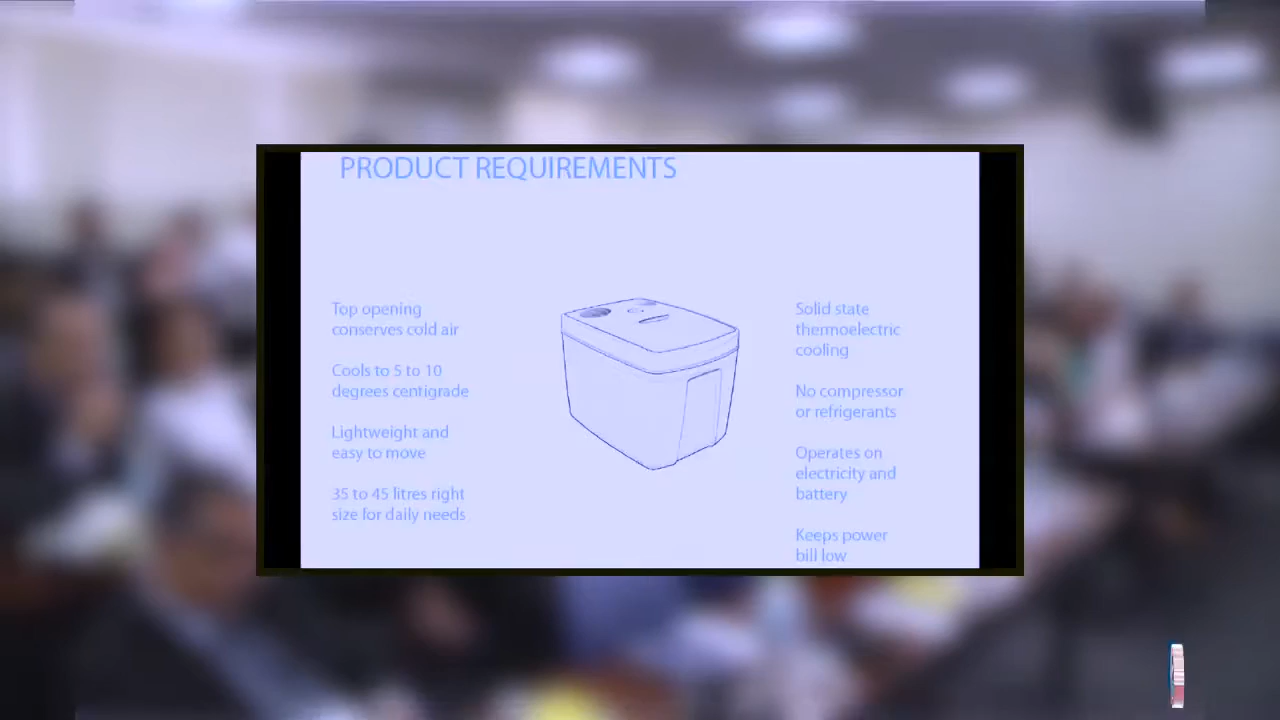 PRODUCT REQUIREMENTS
Top opening
conserves cold air
Cools to 5 to 10
degrees centigrade
Lightweight and
easy to move
35 to 45 litres right
size for daily needs
Solid state
thermoelectric
cooling
No compressor
or refrigerants
Operates on
electricity and
battery
Keeps power
bill low